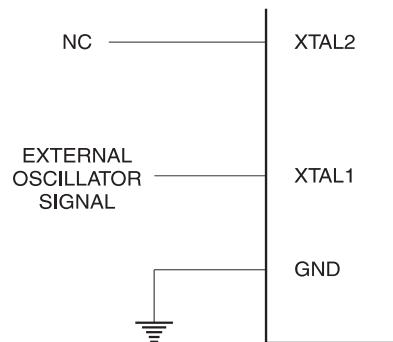 NC XTAL2
EXTERNAL
OSCILLATOR
SIGNAL
XTAL1
GND